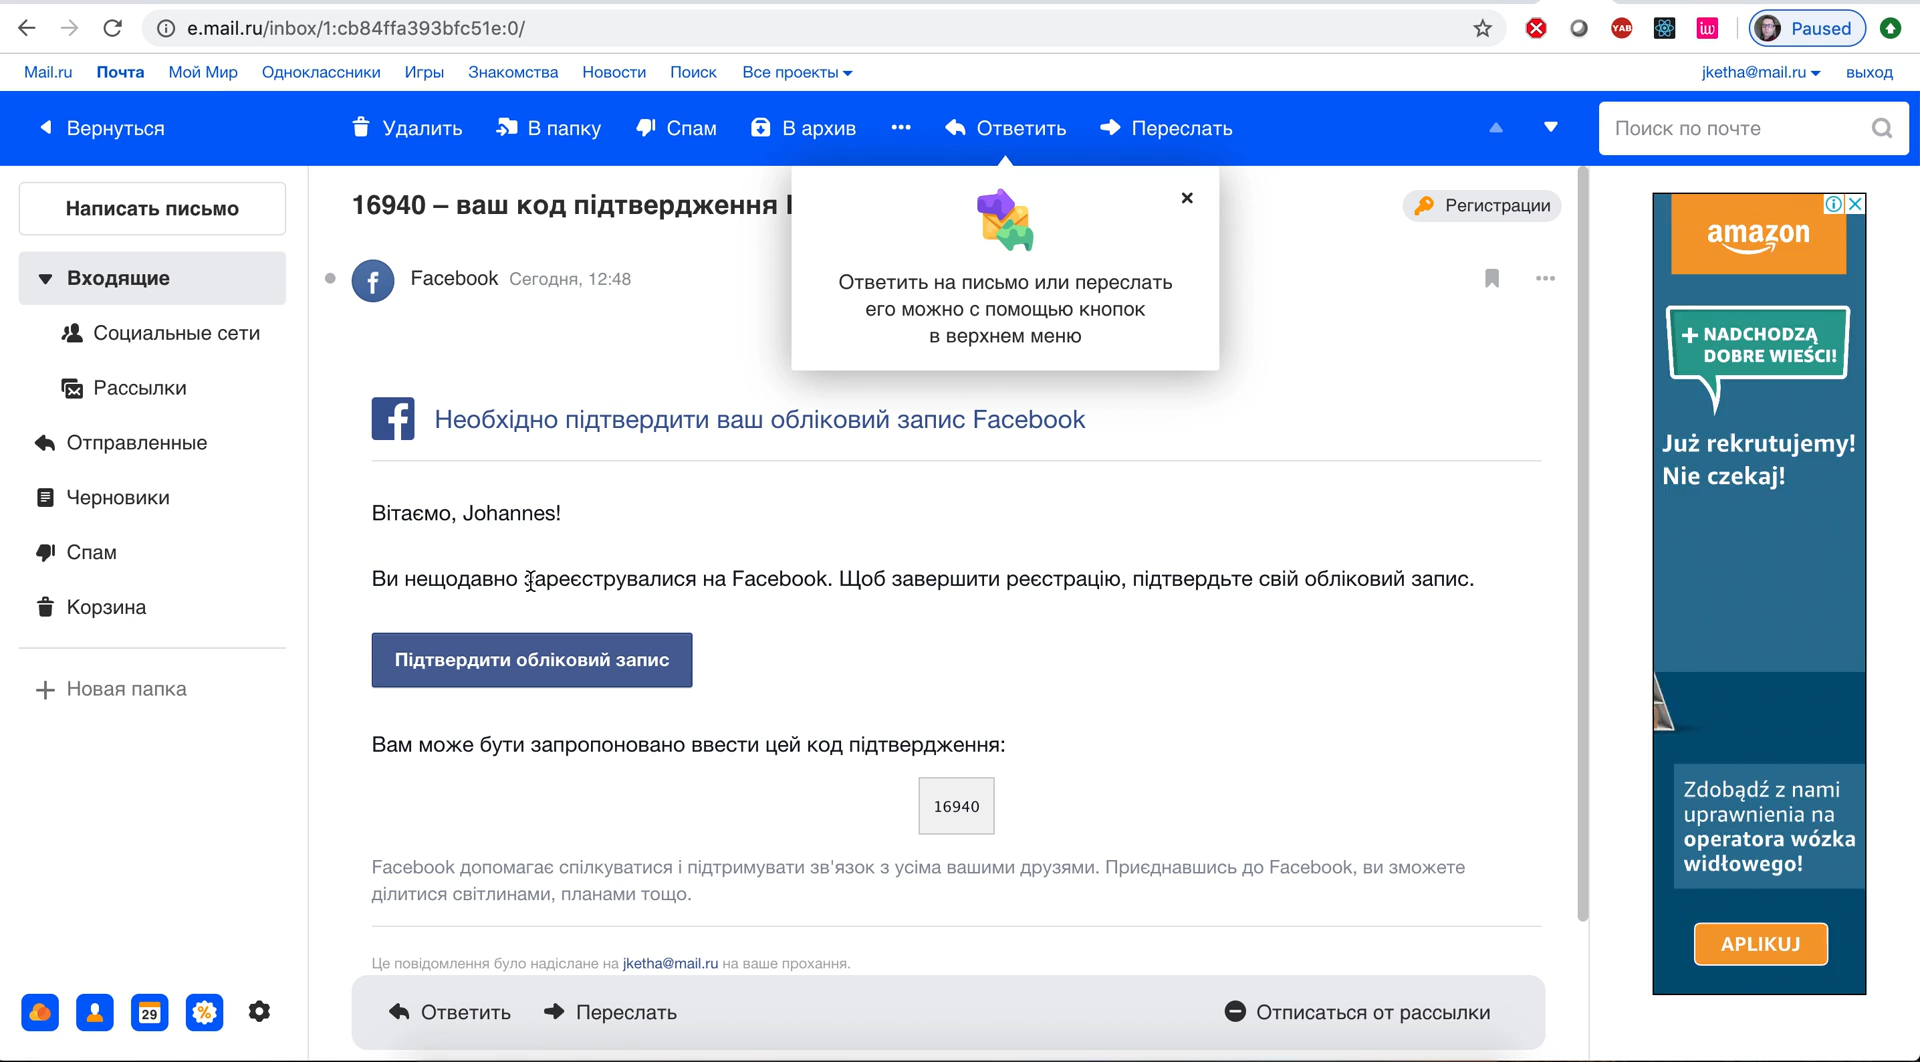 e.mail.ru/inbox/1:cb84ffa393bfc51e:0/
YAB
iw
Paused
Mail.ru Почта Мой Мир Одноклассники Игры Знакомства Новости Поиск Все проекты
jketha@mail.ru выход
Вернуться
Удалить В папку Спам В архив Ответить Переслать
Поиск по почте
Написать письмо
Входящие
Социальные сети
Рассылки
Отправленные
Черновики
Спам
Корзина
Новая папка
29
%
16940 – ваш код підтвердження
Регистрации
Facebook Сегодня, 12:48
Ответить на письмо или переслать
его можно с помощью кнопок
в верхнем меню
Необхідно підтвердити ваш обліковий запис Facebook
Вітаємо, Johannes!
Ви нещодавно зареєструвалися на Facebook. Щоб завершити реєстрацію, підтвердьте свій обліковий запис.
Підтвердити обліковий запис
Вам може бути запропоновано ввести цей код підтвердження:
16940
Facebook допомагає спілкуватися і підтримувати зв'язок з усіма вашими друзями. Приєднавшись до Facebook, ви зможете
ділитися світлинами, планами тощо.
Це повідомлення було надіслане на jketha@mail.ru на ваше прохання.
Ответить Переслать
Отписаться от рассылки
amazon
+ NADCHODZĄ
DOBRE WIEŚCI!
Już rekrutujemy!
Nie czekaj!
Zdobądź z nami
uprawnienia na
operatora wózka
widłowego!
APLIKUJ